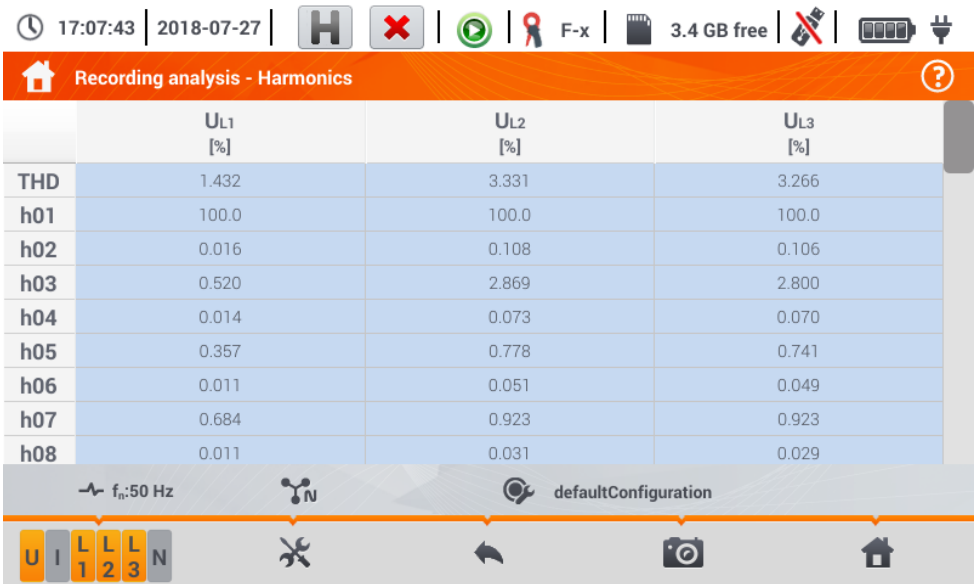 17:07:43 2018-07-27 H F-x 3.4 GB free
Recording analysis - Harmonics ?
UL1 UL2 UL3
[%] [%] [%]
THD 1.432 3.331 3.266
h01 100.0 100.0 100.0
h02 0.016 0.108 0.106
h03 0.520 2.869 2.800
h04 0.014 0.073 0.070
h05 0.357 0.778 0.741
h06 0.011 0.051 0.049
h07 0.684 0.923 0.923
h08 0.011 0.031 0.029
fn:50 Hz N defaultConfiguration
U I L1 L2 L3 N